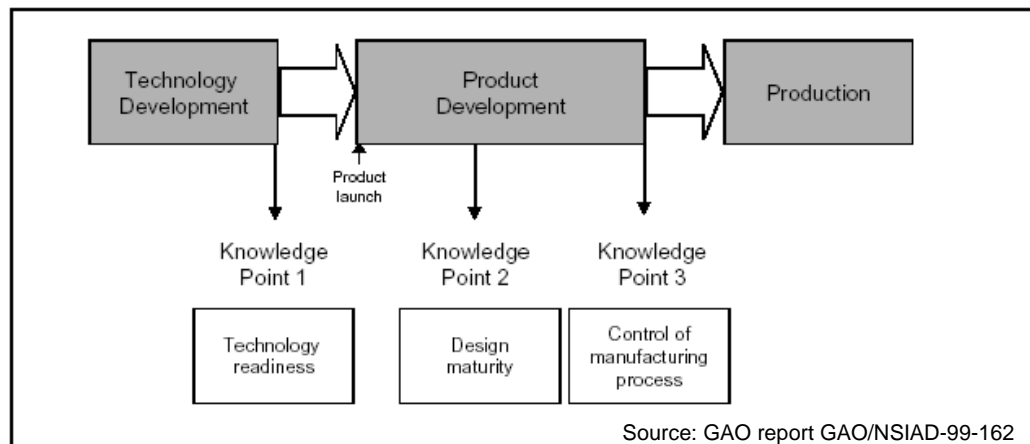 Technology
Development
Product
Development
Production
Product
launch
Knowledge
Point 1
Knowledge
Point 2
Knowledge
Point 3
Technology
readiness
Design
maturity
Control of
manufacturing
process
Source: GAO report GAO/NSIAD-99-162